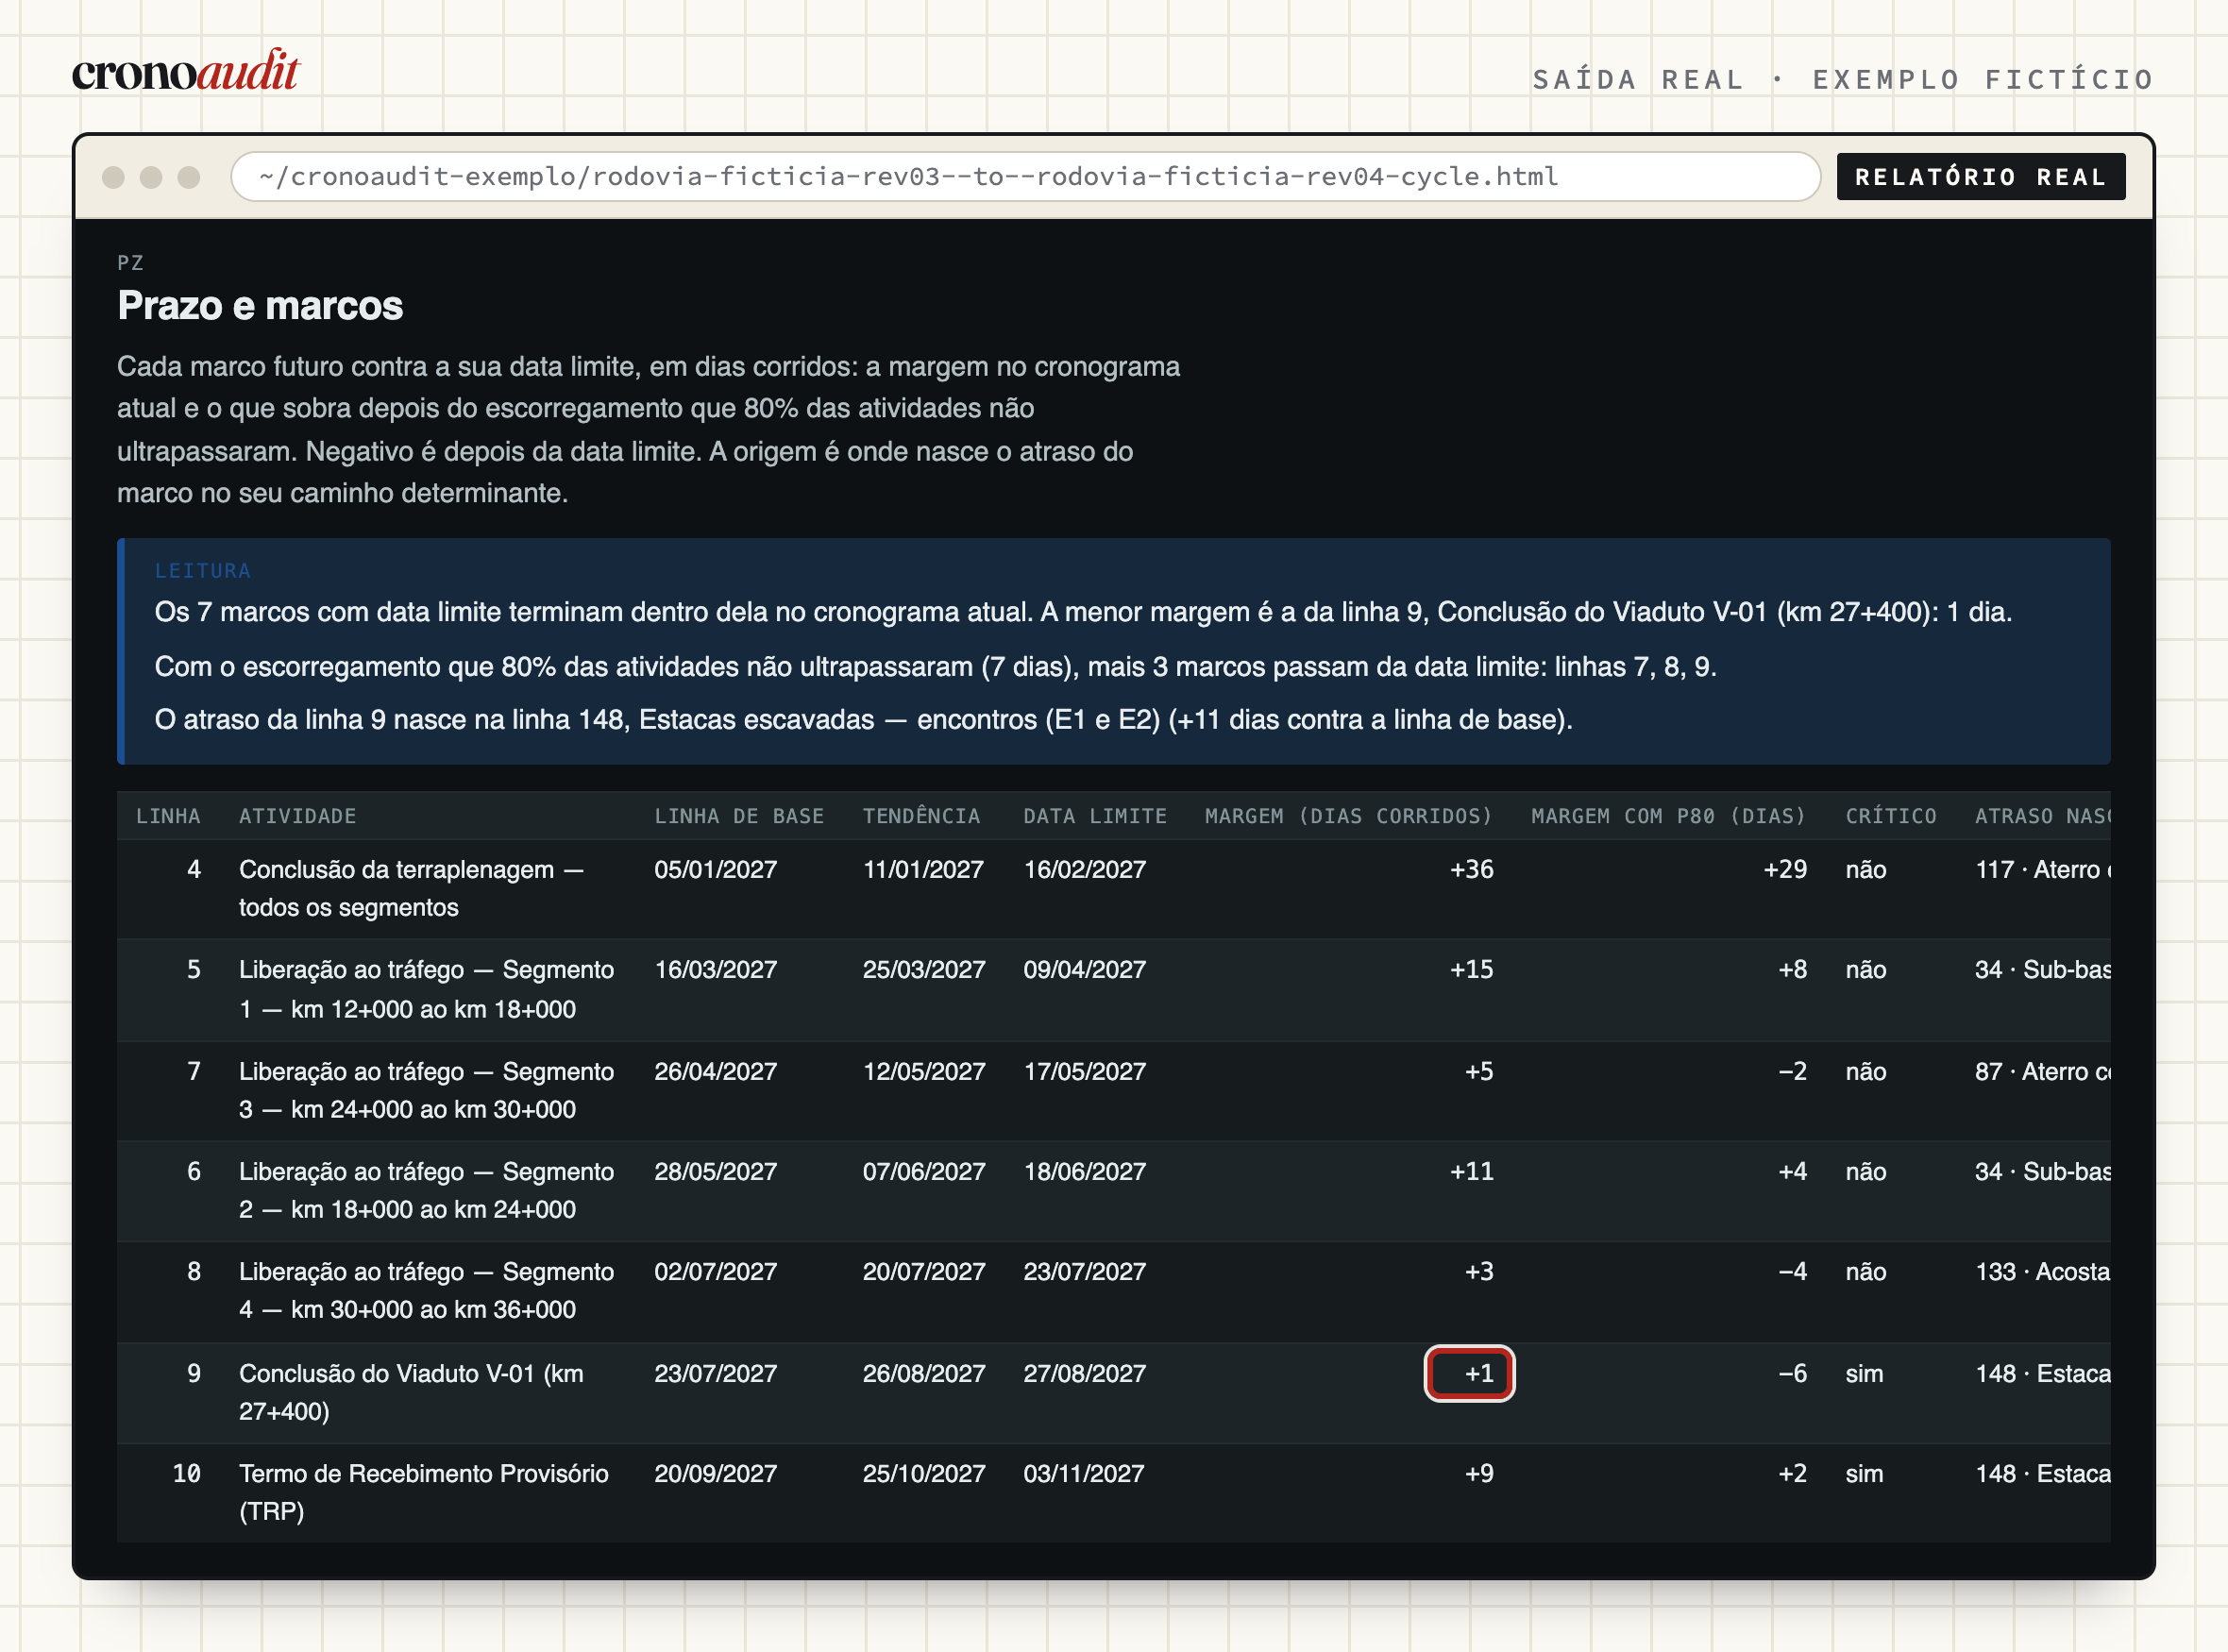 cronoaudit
SAÍDA REAL · EXEMPLO FICTÍCIO
~/cronoaudit-exemplo/rodovia-ficticia-rev03--to--rodovia-ficticia-rev04-cycle.html
RELATÓRIO REAL
PZ
Prazo e marcos
Cada marco futuro contra a sua data limite, em dias corridos: a margem no cronograma
atual e o que sobra depois do escorregamento que 80% das atividades não
ultrapassaram. Negativo é depois da data limite. A origem é onde nasce o atraso do
marco no seu caminho determinante.
LEITURA
Os 7 marcos com data limite terminam dentro dela no cronograma atual. A menor margem é a da linha 9, Conclusão do Viaduto V-01 (km 27+400): 1 dia.
Com o escorregamento que 80% das atividades não ultrapassaram (7 dias), mais 3 marcos passam da data limite: linhas 7, 8, 9.
O atraso da linha 9 nasce na linha 148, Estacas escavadas — encontros (E1 e E2) (+11 dias contra a linha de base).
LINHA ATIVIDADE LINHA DE BASE TENDÊNCIA DATA LIMITE MARGEM (DIAS CORRIDOS) MARGEM COM P80 (DIAS) CRÍTICO ATRASO
4 Conclusão da terraplenagem — 05/01/2027 11/01/2027 16/02/2027 +36 +29 não 117 · Aterro
todos os segmentos
5 Liberação ao tráfego — Segmento 16/03/2027 25/03/2027 09/04/2027 +15 +8 não 34 · Sub-bas
1 — km 12+000 ao km 18+000
7 Liberação ao tráfego — Segmento 26/04/2027 12/05/2027 17/05/2027 +5 −2 não 87 · Aterro
3 — km 24+000 ao km 30+000
6 Liberação ao tráfego — Segmento 28/05/2027 07/06/2027 18/06/2027 +11 +4 não 34 · Sub-bas
2 — km 18+000 ao km 24+000
8 Liberação ao tráfego — Segmento 02/07/2027 20/07/2027 23/07/2027 +3 −4 não 133 · Acosta
4 — km 30+000 ao km 36+000
9 Conclusão do Viaduto V-01 (km 23/07/2027 26/08/2027 27/08/2027 +1 −6 sim 148 · Estaca
27+400)
10 Termo de Recebimento Provisório 20/09/2027 25/10/2027 03/11/2027 +9 +2 sim 148 · Estaca
(TRP)